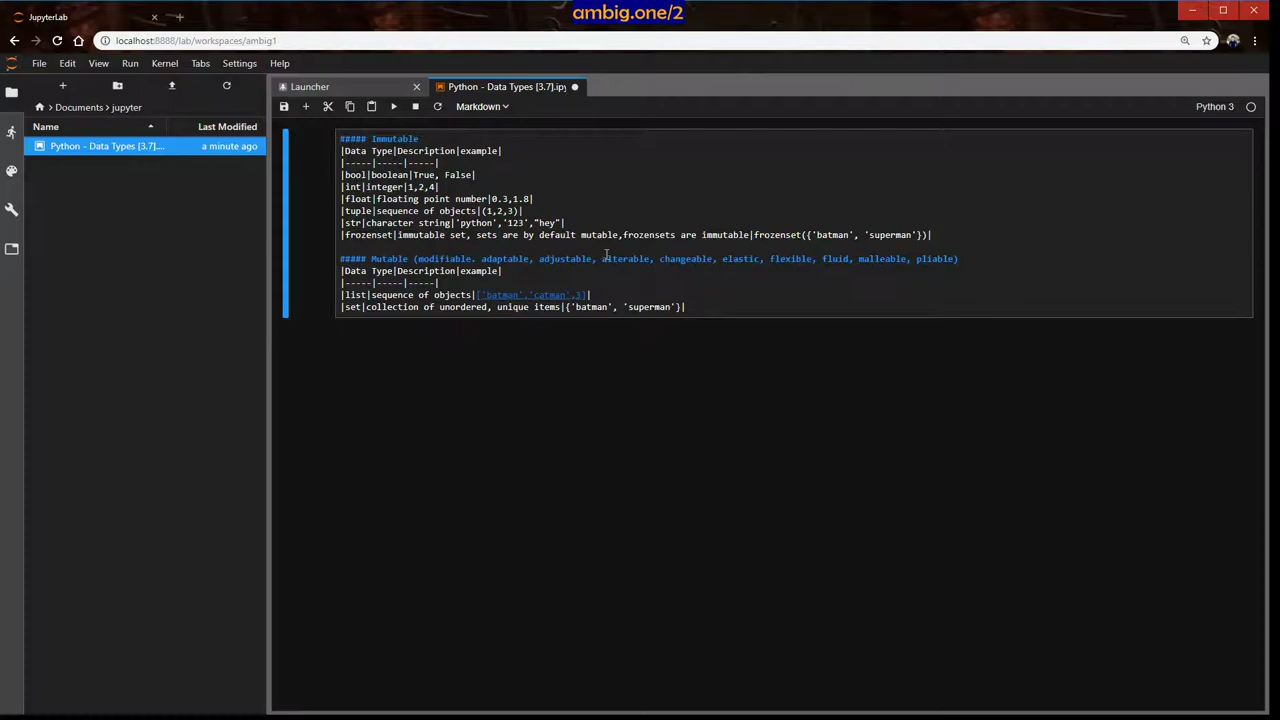 ambig.one/2
JupyterLab
localhost:8888/lab/workspaces/ambig1
File Edit View Run Kernel Tabs Settings Help
Launcher
Python - Data Types [3.7].ipy
Documents > jupyter
Markdown
Python 3
Name Last Modified
Python - Data Types [3.7].... a minute ago
##### Immutable
|Data Type|Description|example|
|-----|-----|-----|
|bool|boolean|True, False|
|int|integer|1,2,4|
|float|floating point number|0.3,1.8|
|tuple|sequence of objects|(1,2,3)|
|str|character string|'python','123',"hey"|
|frozenset|immutable set, sets are by default mutable,frozensets are immutable|frozenset({'batman', 'superman'})|
##### Mutable (modifiable. adaptable, adjustable, alterable, changeable, elastic, flexible, fluid, malleable, pliable)
|Data Type|Description|example|
|-----|-----|-----|
|list|sequence of objects|['batman','catman',3]|
|set|collection of unordered, unique items|{'batman', 'superman'}|